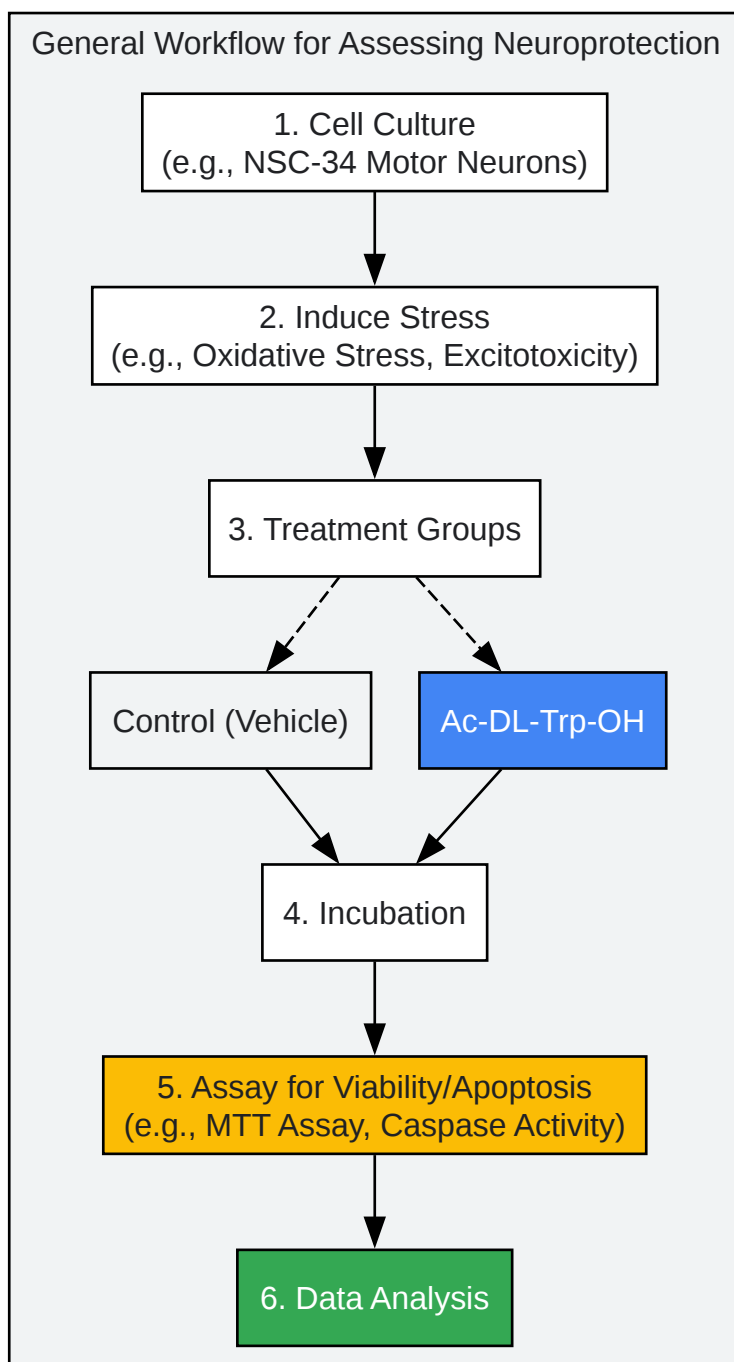 General Workflow for Assessing Neuroprotection
1. Cell Culture
(e.g., NSC-34 Motor Neurons)
2. Induce Stress
(e.g., Oxidative Stress, Excitotoxicity)
3. Treatment Groups
Control (Vehicle)
Ac-DL-Trp-OH
4. Incubation
5. Assay for Viability/Apoptosis
(e.g., MTT Assay, Caspase Activity)
6. Data Analysis